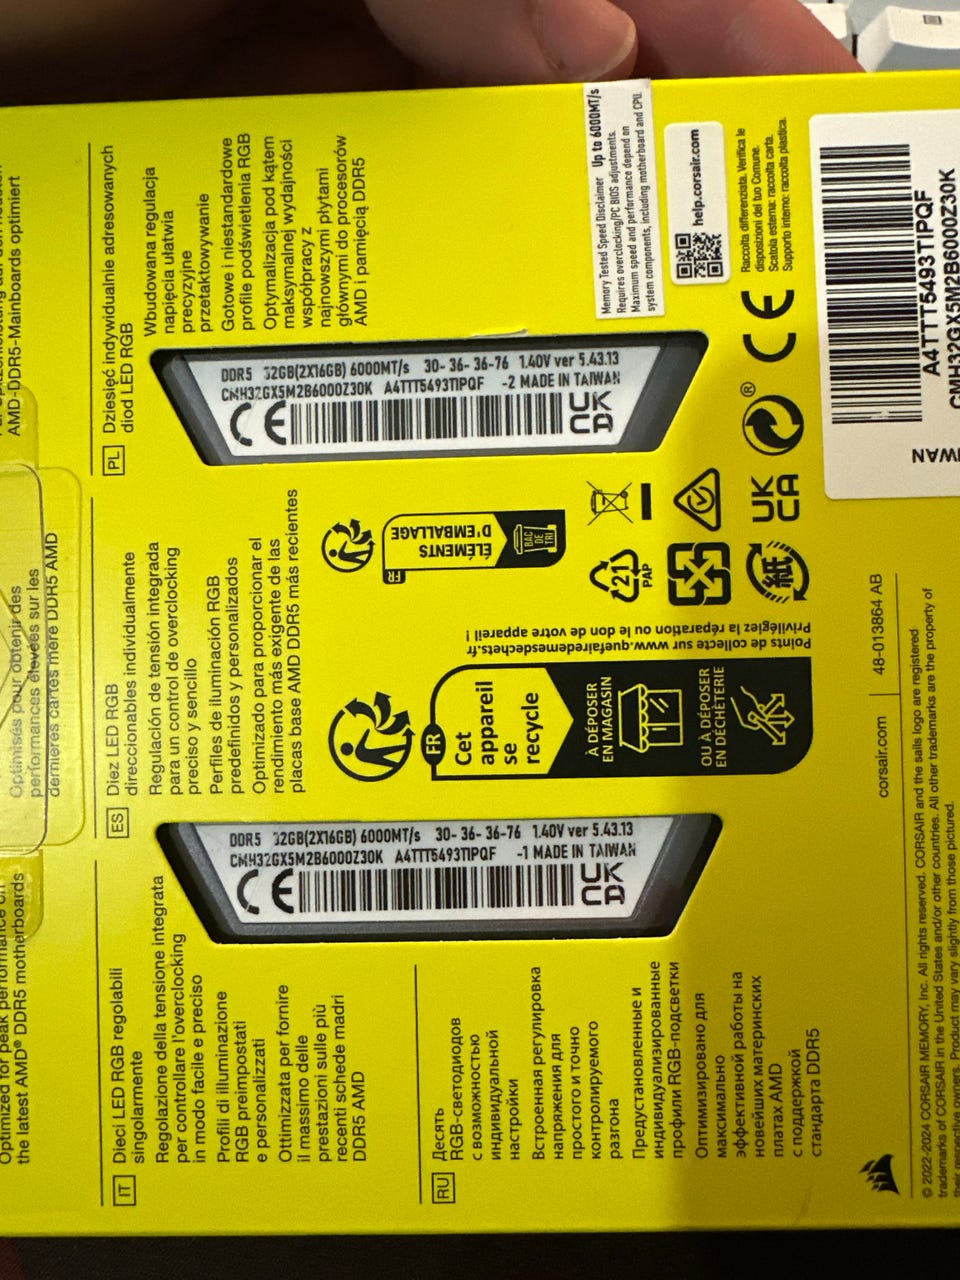 AMD-DDR5-Mainboards optimiert
PL
Dziesięć indywidualnie adresowanych
diod LED RGB
Wbudowana regulacja
napięcia ułatwia
precyzyjne
przetaktowywanie
Gotowe i niestandardowe
profile podświetlenia RGB
Optymalizacja pod kątem
maksymalnej wydajności
współpracy z
najnowszymi płytami
głównymi do procesorów
AMD i pamięcią DDR5
Optimisés pour obtenir des
performances élevées sur les
dernières cartes mère DDR5 AMD
ES
Diez LED RGB
direccionables individualmente
Regulación de tensión integrada
para un control de overclocking
preciso y sencillo
Perfiles de iluminación RGB
predefinidos y personalizados
Optimizado para proporcionar el
rendimiento más exigente de las
placas base AMD DDR5 más recientes
Optimized for peak performance on
the latest AMD® DDR5 motherboards
IT
Dieci LED RGB regolabili
singolarmente
Regolazione della tensione integrata
per controllare l'overclocking
in modo facile e preciso
Profili di illuminazione
RGB preimpostati
e personalizzati
Ottimizzata per fornire
il massimo delle
prestazioni sulle più
recenti schede madri
DDR5 AMD
RU
Десять
RGB-светодиодов
с возможностью
индивидуальной
настройки
Встроенная регулировка
напряжения для
простого и точно
контролируемого
разгона
Предустановленные и
индивидуализированные
профили RGB-подсветки
Оптимизировано для
максимально
эффективной работы на
новейших материнских
платах AMD
с поддержкой
стандарта DDR5
DDR5 32GB(2X16GB) 6000MT/s 30-36-36-76 1.40V ver 5.43.13
CMH32GX5M2B6000Z30K A4TTT5493TIPQF -2 MADE IN TAIWAN
CE
UK
CA
DDR5 32GB(2X16GB) 6000MT/s 30-36-36-76 1.40V ver 5.43.13
CMH32GX5M2B6000Z30K A4TTT5493TIPQF -1 MADE IN TAIWAN
CE
UK
CA
FR
ÉLÉMENTS
D'EMBALLAGE
BAC
DE
TRI
FR
Cet
appareil
se
recycle
À DÉPOSER
EN MAGASIN
OU À DÉPOSER
EN DÉCHÈTERIE
Points de collecte sur www.quefairedemesdechets.fr
Privilégiez la réparation ou le don de votre appareil !
21
PAP
紙
UK
CA
®
CE
Memory Tested Speed Disclaimer Up to 6000MT/s
Requires overclocking/PC BIOS adjustments.
Maximum speed and performance depend on
system components, including motherboard and CPU.
help.corsair.com
Raccolta differenziata. Verifica le
disposizioni del tuo Comune.
Scatola esterna: raccolta carta.
Supporto interno: raccolta plastica.
A4TTT5493TIPQF
CMH32GX5M2B6000Z30K
corsair.com
48-013864 AB
© 2022-2024 CORSAIR MEMORY, Inc. All rights reserved. CORSAIR and the sails logo are registered
trademarks of CORSAIR in the United States and/or other countries. All other trademarks are the property of
their respective owners. Product may vary slightly from those pictured.